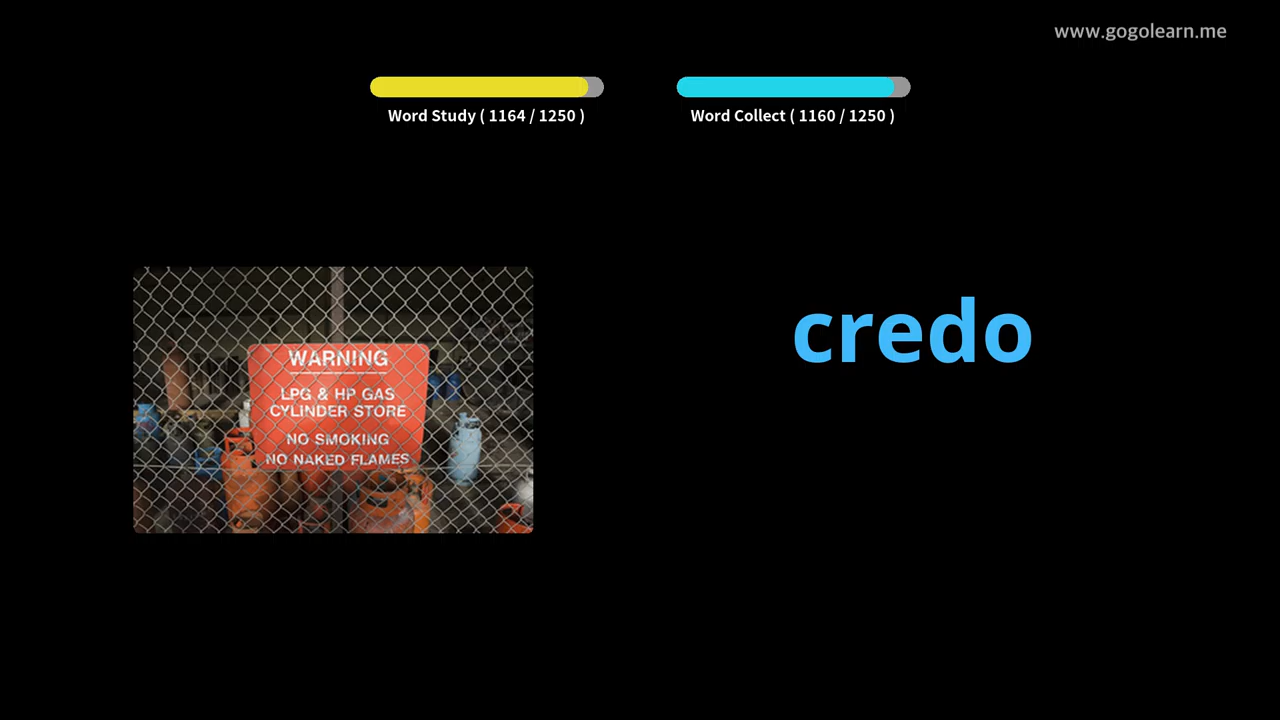 www.gogolearn.me
Word Study ( 1164 / 1250 )
Word Collect ( 1160 / 1250 )
WARNING
LPG & HP GAS
CYLINDER STORE
NO SMOKING
NO NAKED FLAMES
credo